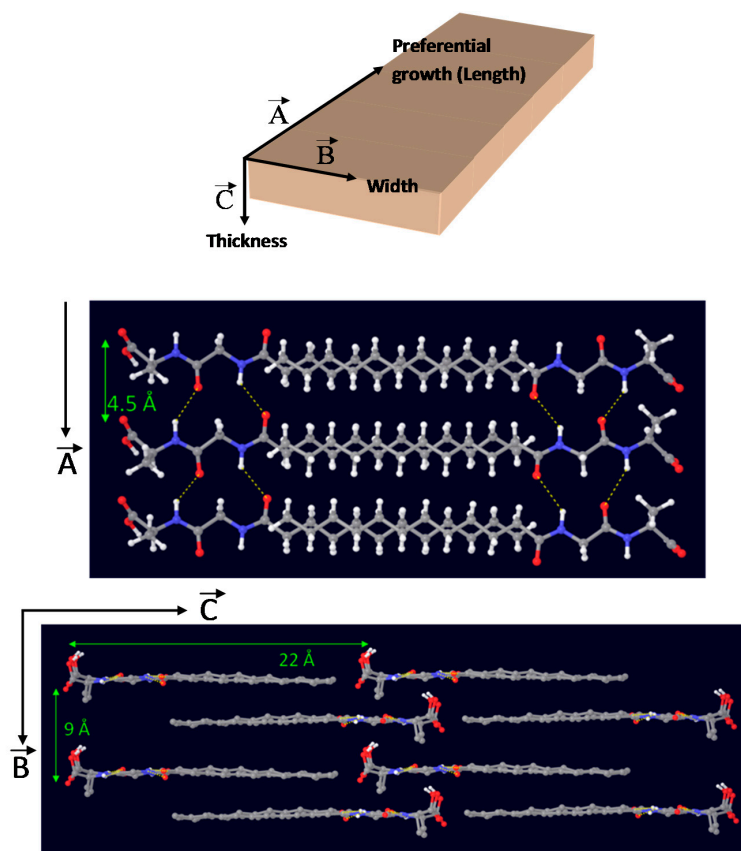 Preferential
growth (Length)
A
B
Width
C
Thickness
4.5 Å
A
C
22 Å
9 Å
B